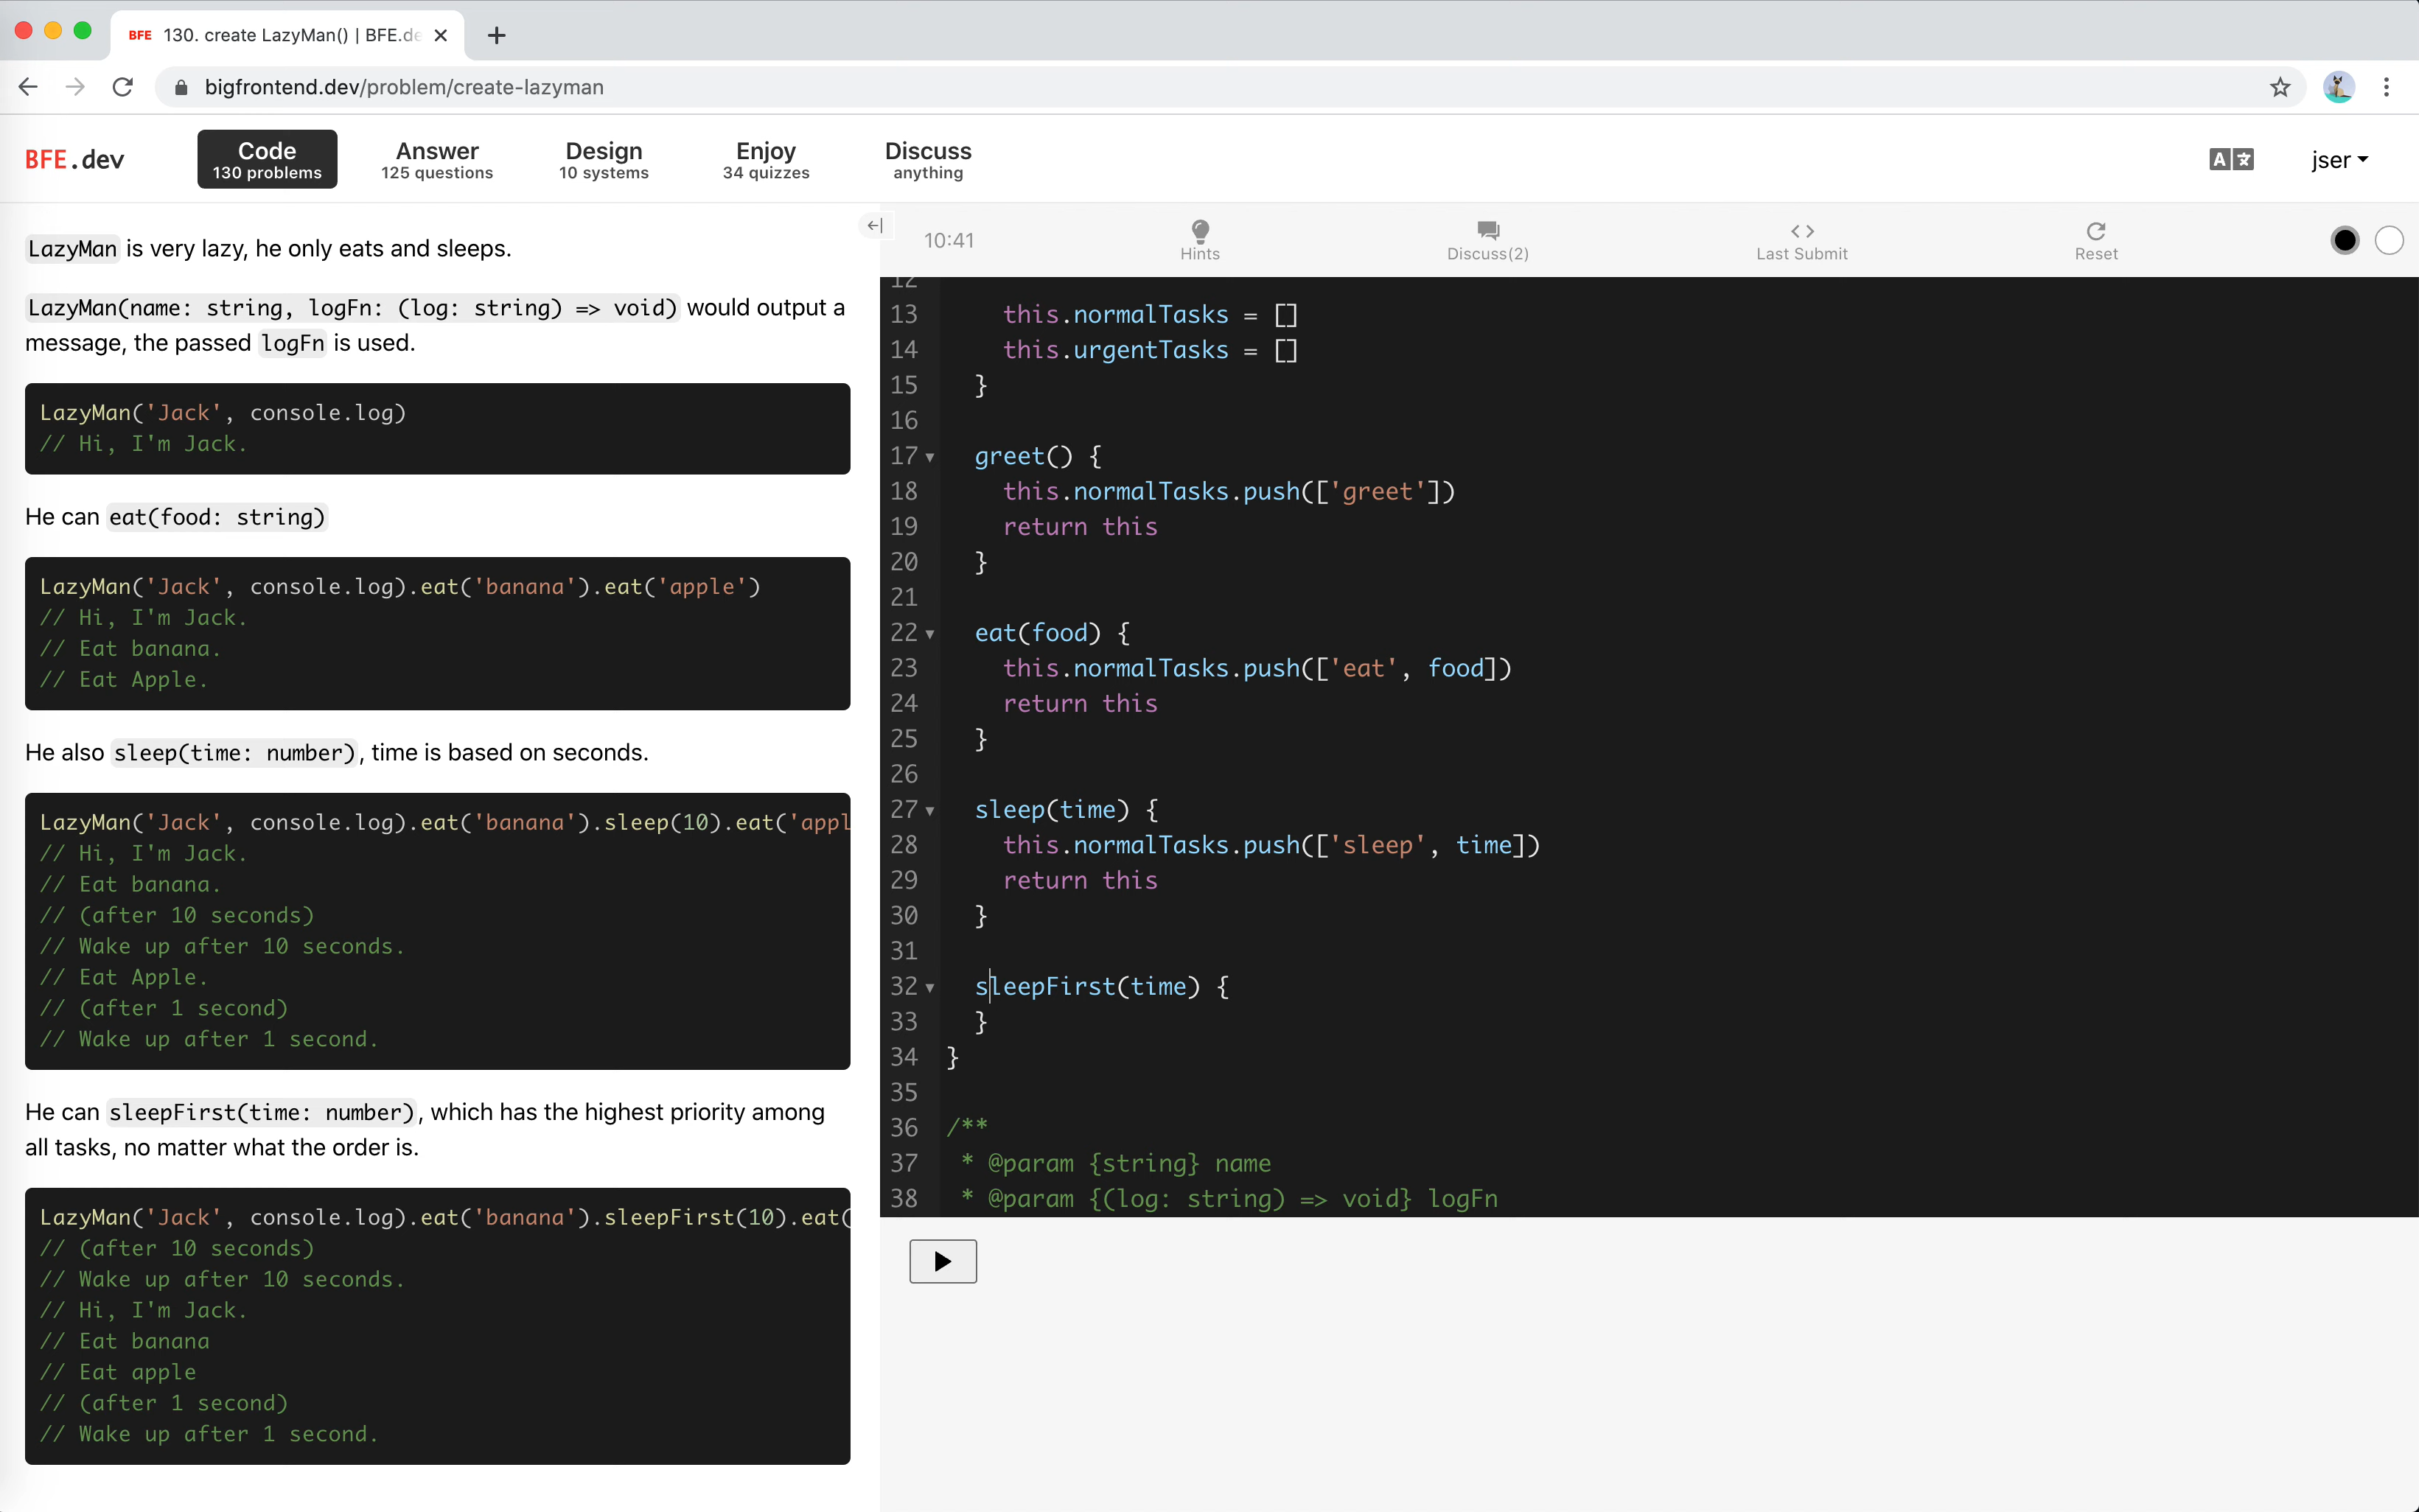 BFE 130. create LazyMan() | BFE.de
bigfrontend.dev/problem/create-lazyman
BFE.dev
Code
130 problems
Answer
125 questions
Design
10 systems
Enjoy
34 quizzes
Discuss
anything
A
jser
LazyMan is very lazy, he only eats and sleeps.
LazyMan(name: string, logFn: (log: string) => void) would output a
message, the passed logFn is used.
LazyMan('Jack', console.log)
// Hi, I'm Jack.
He can eat(food: string)
LazyMan('Jack', console.log).eat('banana').eat('apple')
// Hi, I'm Jack.
// Eat banana.
// Eat Apple.
He also sleep(time: number), time is based on seconds.
LazyMan('Jack', console.log).eat('banana').sleep(10).eat('appl
// Hi, I'm Jack.
// Eat banana.
// (after 10 seconds)
// Wake up after 10 seconds.
// Eat Apple.
// (after 1 second)
// Wake up after 1 second.
He can sleepFirst(time: number), which has the highest priority among
all tasks, no matter what the order is.
LazyMan('Jack', console.log).eat('banana').sleepFirst(10).eat(
// (after 10 seconds)
// Wake up after 10 seconds.
// Hi, I'm Jack.
// Eat banana
// Eat apple
// (after 1 second)
// Wake up after 1 second.
10:41
Hints
Discuss(2)
Last Submit
Reset
12
13 this.normalTasks = []
14 this.urgentTasks = []
15 }
16
17 greet() {
18 this.normalTasks.push(['greet'])
19 return this
20 }
21
22 eat(food) {
23 this.normalTasks.push(['eat', food])
24 return this
25 }
26
27 sleep(time) {
28 this.normalTasks.push(['sleep', time])
29 return this
30 }
31
32 sleepFirst(time) {
33 }
34 }
35
36 /**
37 * @param {string} name
38 * @param {(log: string) => void} logFn